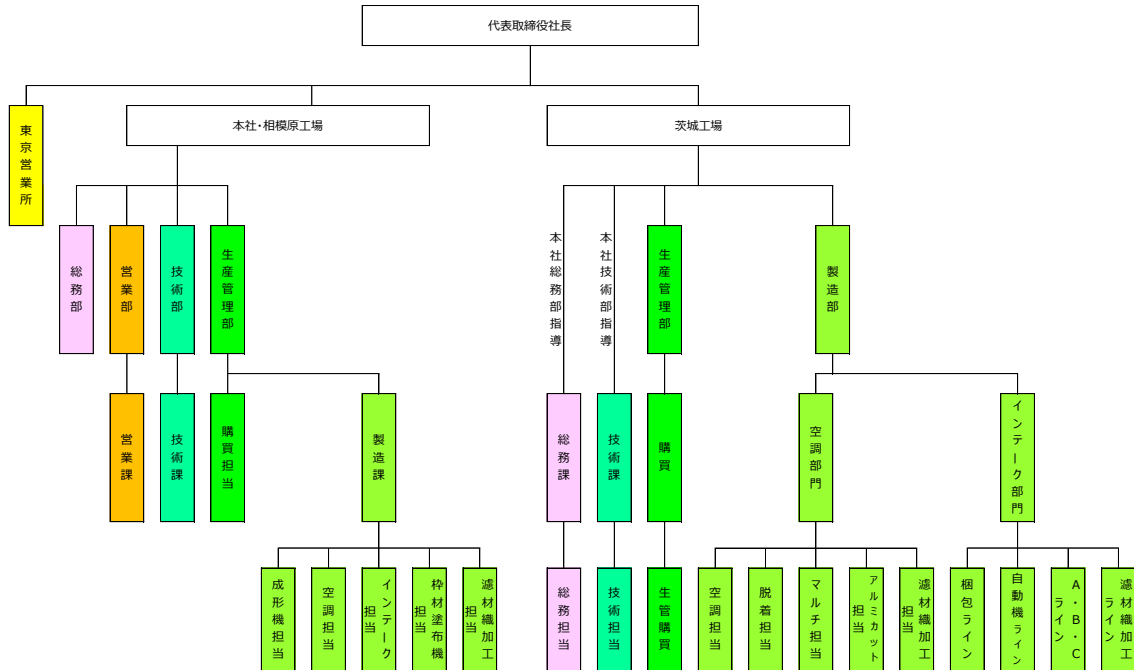 代表取締役社長
東京営業所
本社・相模原工場
茨城工場
総務部
営業部
技術部
生産管理部
本社総務部指導
本社技術部指導
生産管理部
製造部
営業課
技術課
購買担当
製造課
総務課
技術課
購買
空調部門
インテーク部門
成形機担当
空調担当
インテーク
担当
枠材塗布機
担当
濾材織加工
担当
総務担当
技術担当
生管購買
空調担当
脱着担当
マルチ担当
アルミカット
担当
濾材織加工
担当
梱包ライン
自動機ライン
A・B・C
ライン
濾材織加工
ライン